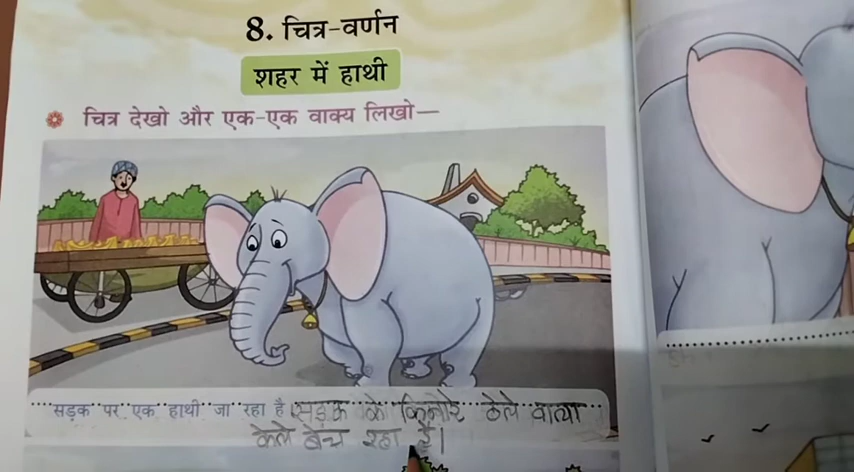 8. चित्र-वर्णन
शहर में हाथी
चित्र देखो और एक-एक वाक्य लिखो—
सड़क पर एक हाथी जा रहा है। सड़क के किनारे ठेले वाला
केले बेच रहा है।